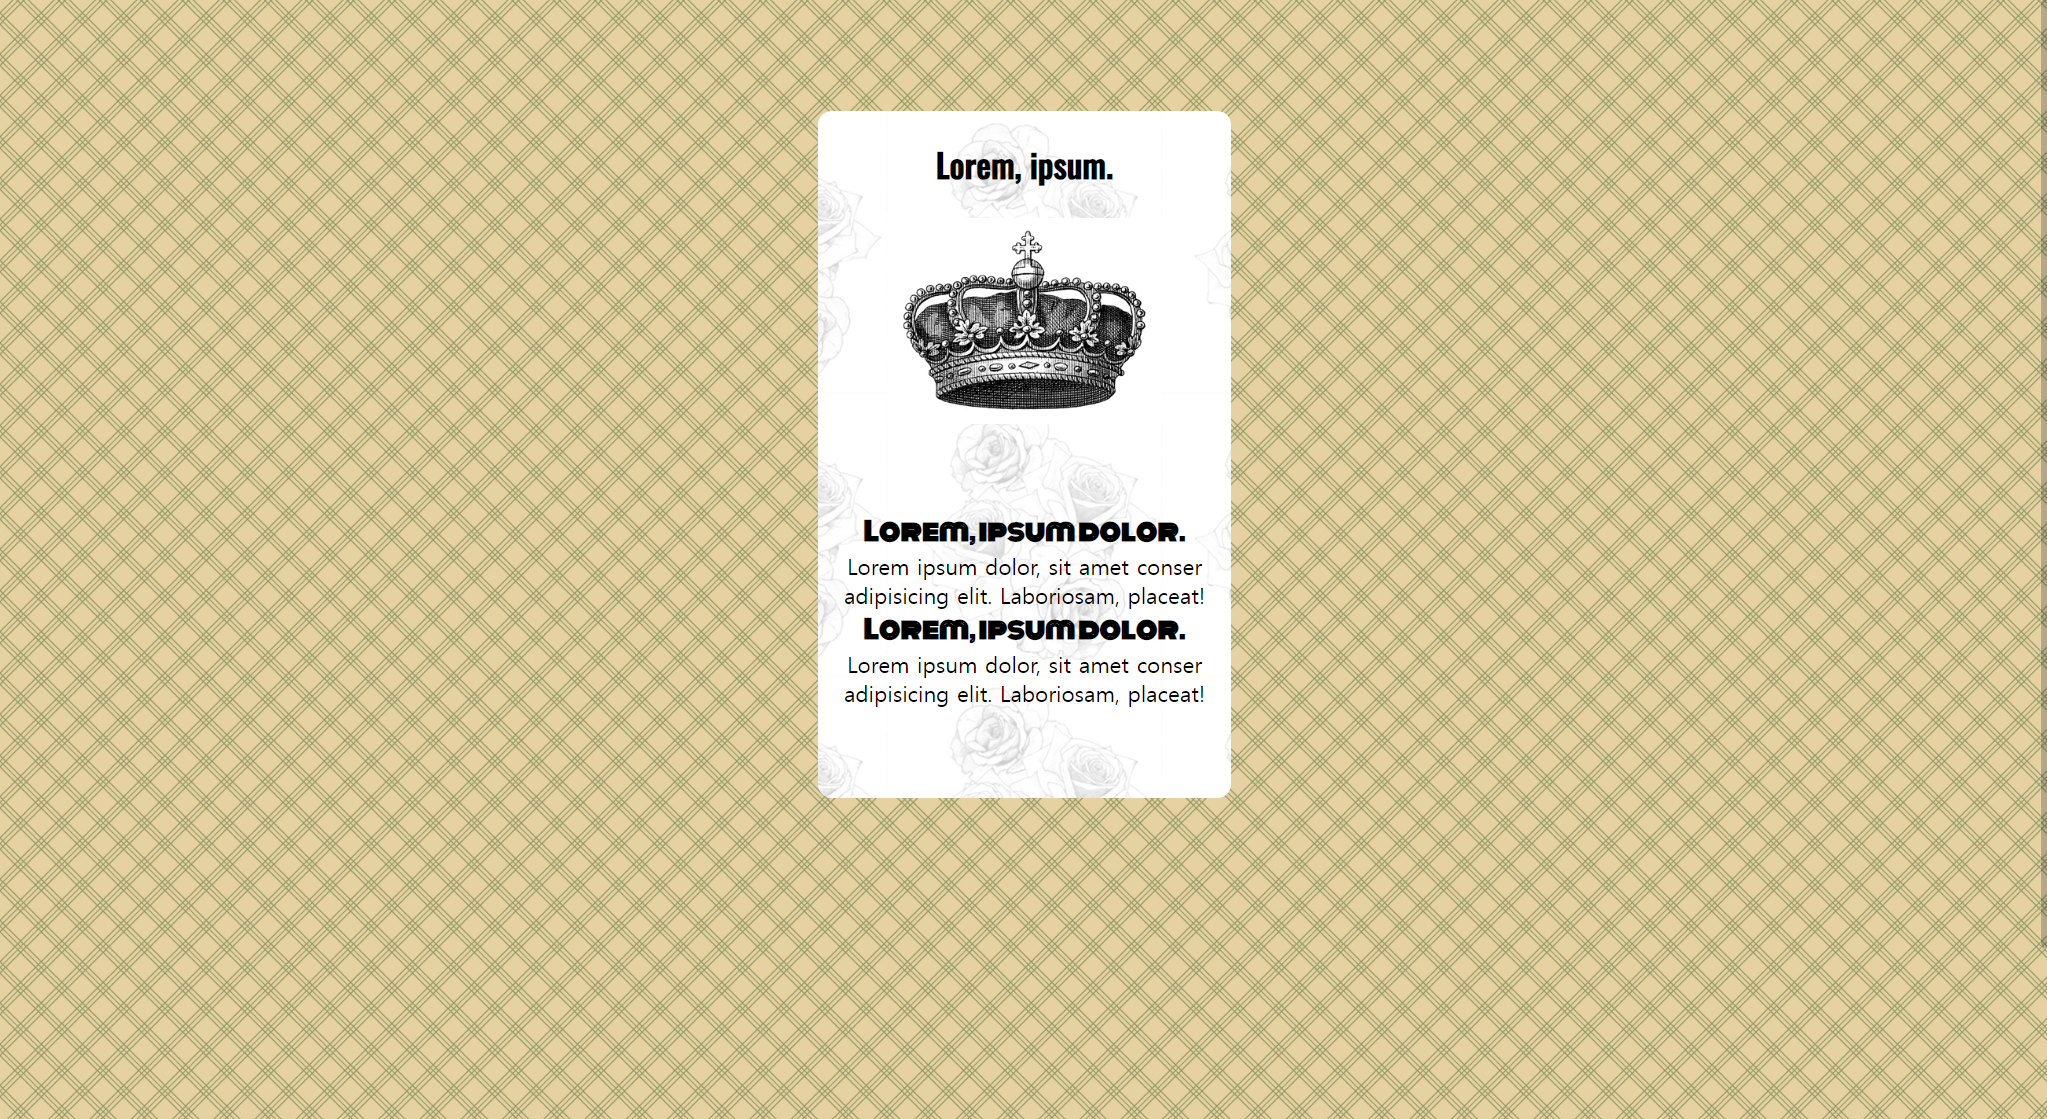 Lorem, ipsum.
Lorem, ipsum dolor.
Lorem ipsum dolor, sit amet conser
adipisicing elit. Laboriosam, placeat!
Lorem, ipsum dolor.
Lorem ipsum dolor, sit amet conser
adipisicing elit. Laboriosam, placeat!